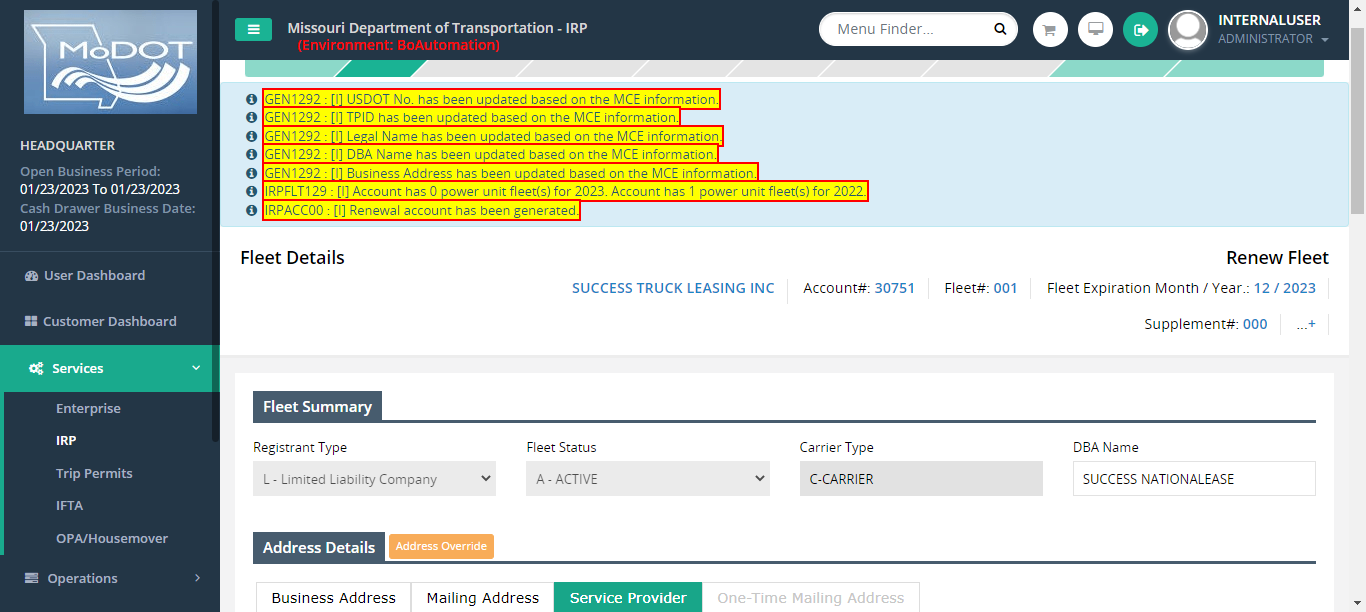 MoDOT
Missouri Department of Transportation - IRP
(Environment: BoAutomation)
Menu Finder...
INTERNALUSER
ADMINISTRATOR
HEADQUARTER
Open Business Period:
01/23/2023 To 01/23/2023
Cash Drawer Business Date:
01/23/2023
User Dashboard
Customer Dashboard
Services
Enterprise
IRP
Trip Permits
IFTA
OPA/Housemover
Operations
GEN1292 : [I] USDOT No. has been updated based on the MCE information.
GEN1292 : [I] TPID has been updated based on the MCE information.
GEN1292 : [I] Legal Name has been updated based on the MCE information.
GEN1292 : [I] DBA Name has been updated based on the MCE information.
GEN1292 : [I] Business Address has been updated based on the MCE information.
IRPFLT129 : [I] Account has 0 power unit fleet(s) for 2023. Account has 1 power unit fleet(s) for 2022.
IRPACC00 : [I] Renewal account has been generated.
Fleet Details
Renew Fleet
SUCCESS TRUCK LEASING INC Account#: 30751 Fleet#: 001 Fleet Expiration Month / Year.: 12 / 2023
Supplement#: 000 ...+
Fleet Summary
Registrant Type Fleet Status Carrier Type DBA Name
L - Limited Liability Company A - ACTIVE C-CARRIER SUCCESS NATIONALEASE
Address Details Address Override
Business Address Mailing Address Service Provider One-Time Mailing Address